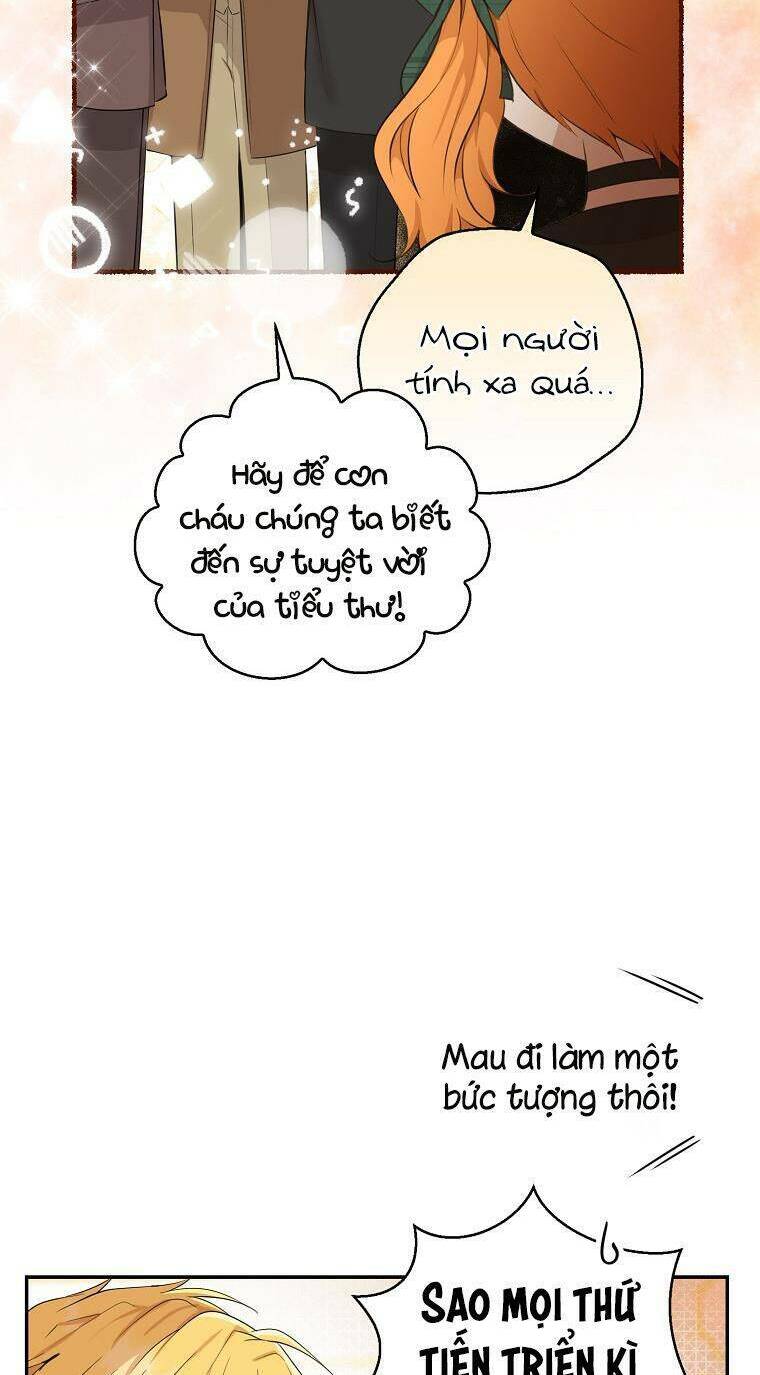 Mọi người
tính xa quá...
Hãy để con
cháu chúng ta biết
đến sự tuyệt vời
của tiểu thư!
Mau đi làm một
bức tượng thôi!
SAO MỌI THỨ
TIẾN TRIỂN KÌ